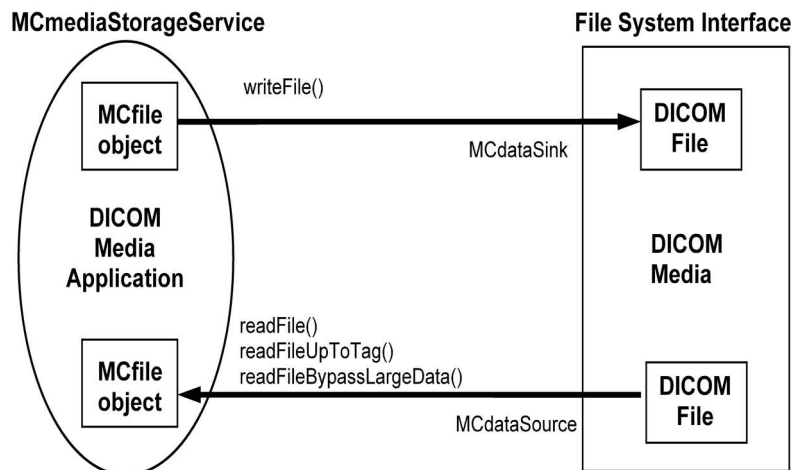 MCmediaStorageService
File System Interface
MCfile
object
writeFile()
MCdataSink
DICOM
File
DICOM
Media
Application
DICOM
Media
readFile()
readFileUpToTag()
readFileBypassLargeData()
MCfile
object
MCdataSource
DICOM
File